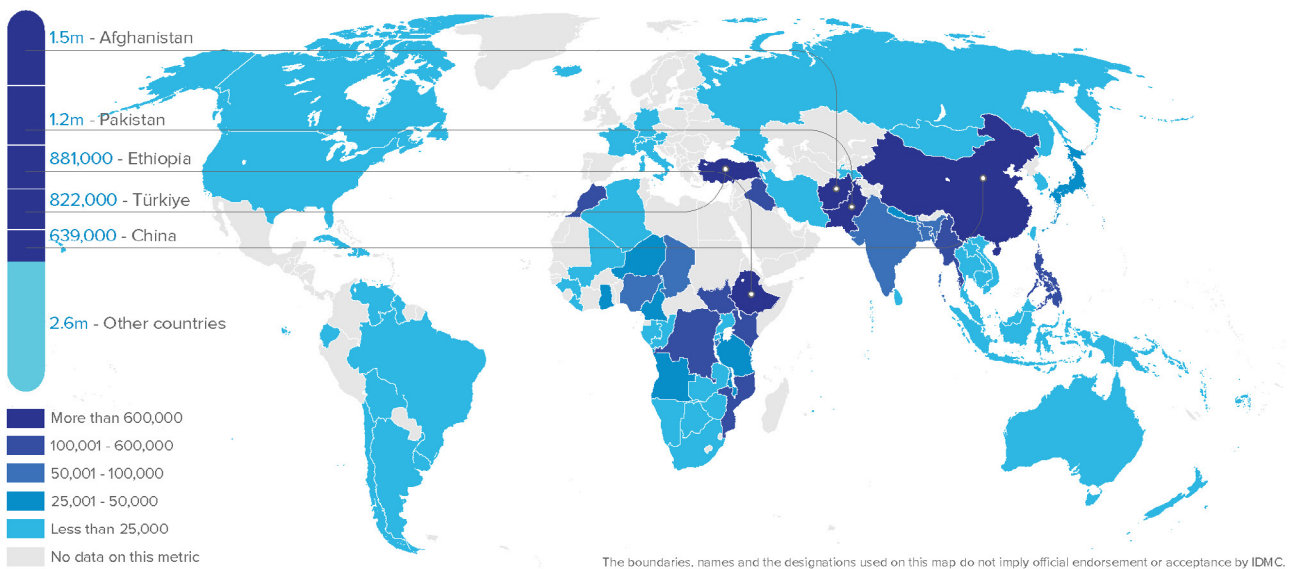 1.5m - Afghanistan
1.2m - Pakistan
881,000 - Ethiopia
822,000 - Türkiye
639,000 - China
2.6m - Other countries
More than 600,000
100,001 - 600,000
50,001 - 100,000
25,001 - 50,000
Less than 25,000
No data on this metric
The boundaries, names and the designations used on this map do not imply official endorsement or acceptance by IDMC.